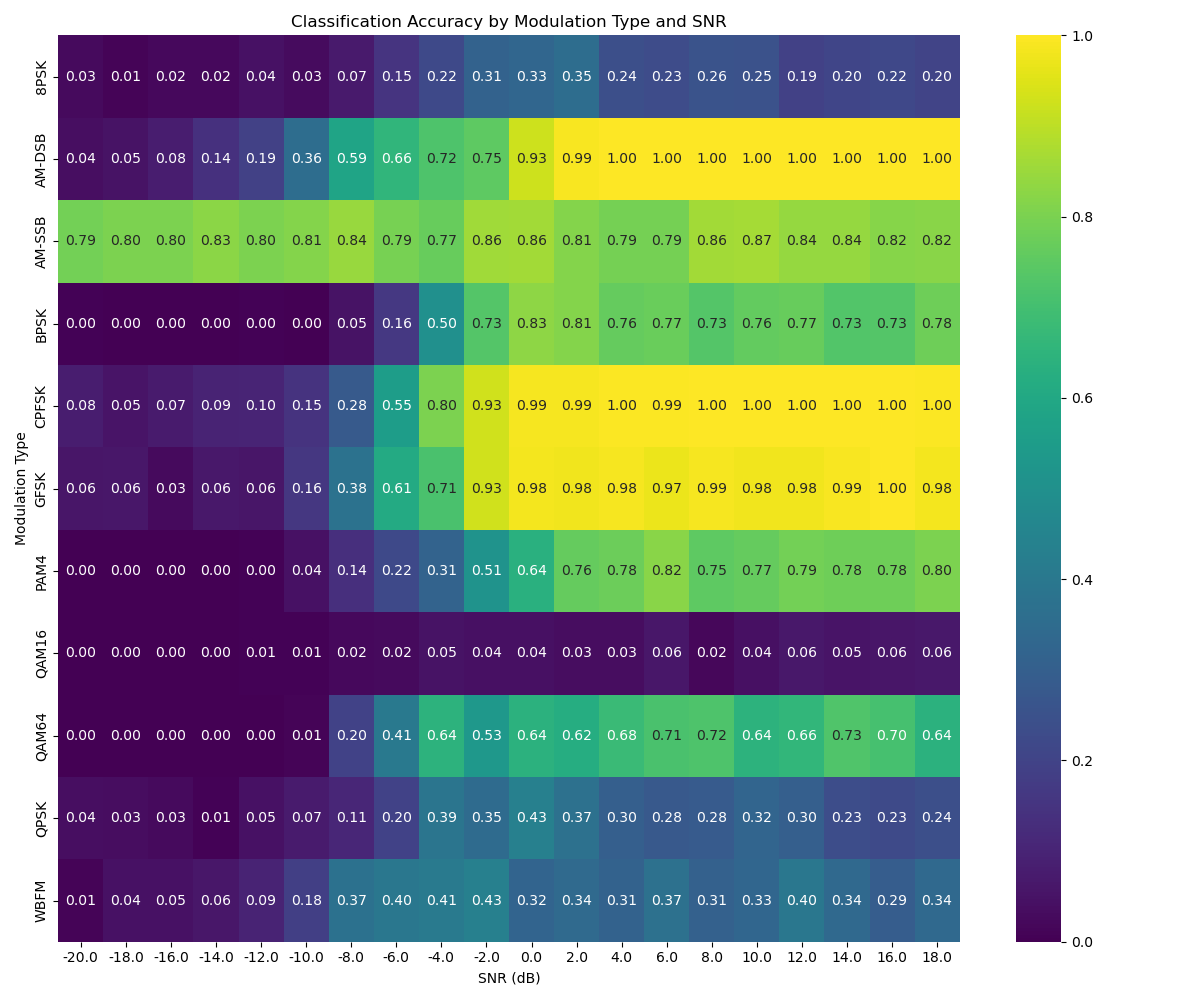 Classification Accuracy by Modulation Type and SNR
8PSK 0.03 0.01 0.02 0.02 0.04 0.03 0.07 0.15 0.22 0.31 0.33 0.35 0.24 0.23 0.26 0.25 0.19 0.20 0.22 0.20
AM-DSB 0.04 0.05 0.08 0.14 0.19 0.36 0.59 0.66 0.72 0.75 0.93 0.99 1.00 1.00 1.00 1.00 1.00 1.00 1.00 1.00
AM-SSB 0.79 0.80 0.80 0.83 0.80 0.81 0.84 0.79 0.77 0.86 0.86 0.81 0.79 0.79 0.86 0.87 0.84 0.84 0.82 0.82
BPSK 0.00 0.00 0.00 0.00 0.00 0.00 0.05 0.16 0.50 0.73 0.83 0.81 0.76 0.77 0.73 0.76 0.77 0.73 0.73 0.78
CPFSK 0.08 0.05 0.07 0.09 0.10 0.15 0.28 0.55 0.80 0.93 0.99 0.99 1.00 0.99 1.00 1.00 1.00 1.00 1.00 1.00
GFSK 0.06 0.06 0.03 0.06 0.06 0.16 0.38 0.61 0.71 0.93 0.98 0.98 0.98 0.97 0.99 0.98 0.98 0.99 1.00 0.98
PAM4 0.00 0.00 0.00 0.00 0.00 0.04 0.14 0.22 0.31 0.51 0.64 0.76 0.78 0.82 0.75 0.77 0.79 0.78 0.78 0.80
QAM16 0.00 0.00 0.00 0.00 0.01 0.01 0.02 0.02 0.05 0.04 0.04 0.03 0.03 0.06 0.02 0.04 0.06 0.05 0.06 0.06
QAM64 0.00 0.00 0.00 0.00 0.00 0.01 0.20 0.41 0.64 0.53 0.64 0.62 0.68 0.71 0.72 0.64 0.66 0.73 0.70 0.64
QPSK 0.04 0.03 0.03 0.01 0.05 0.07 0.11 0.20 0.39 0.35 0.43 0.37 0.30 0.28 0.28 0.32 0.30 0.23 0.23 0.24
WBFM 0.01 0.04 0.05 0.06 0.09 0.18 0.37 0.40 0.41 0.43 0.32 0.34 0.31 0.37 0.31 0.33 0.40 0.34 0.29 0.34
-20.0 -18.0 -16.0 -14.0 -12.0 -10.0 -8.0 -6.0 -4.0 -2.0 0.0 2.0 4.0 6.0 8.0 10.0 12.0 14.0 16.0 18.0
SNR (dB)
Modulation Type
1.0
0.8
0.6
0.4
0.2
0.0